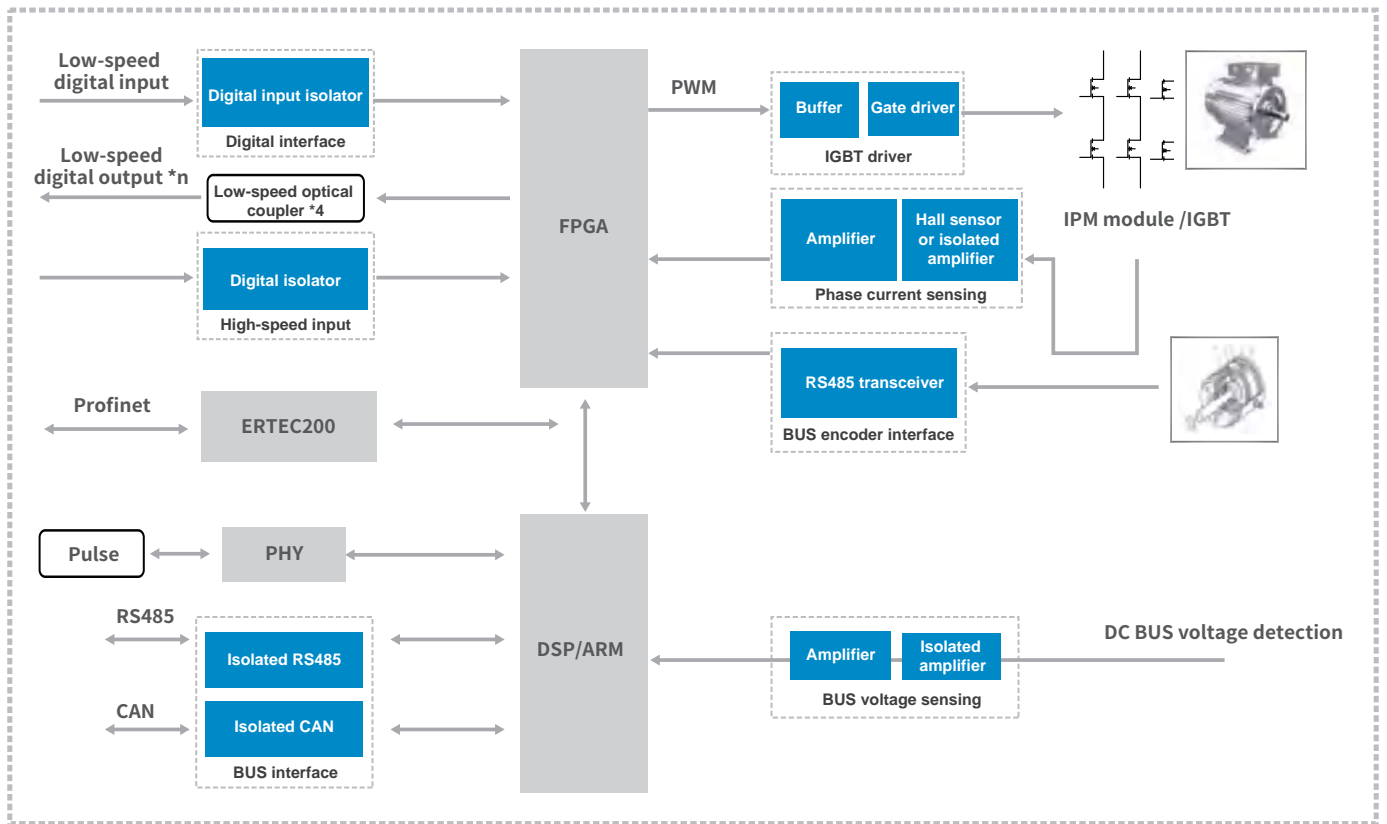 Low-speed
digital input
Digital input isolator
Digital interface
Low-speed
digital output *n
Low-speed optical
coupler *4
Digital isolator
High-speed input
FPGA
PWM
Buffer
Gate driver
IGBT driver
IPM module /IGBT
Amplifier
Hall sensor
or isolated
amplifier
Phase current sensing
RS485 transceiver
BUS encoder interface
Profinet
ERTEC200
Pulse
PHY
RS485
Isolated RS485
CAN
Isolated CAN
BUS interface
DSP/ARM
Amplifier
Isolated
amplifier
BUS voltage sensing
DC BUS voltage detection